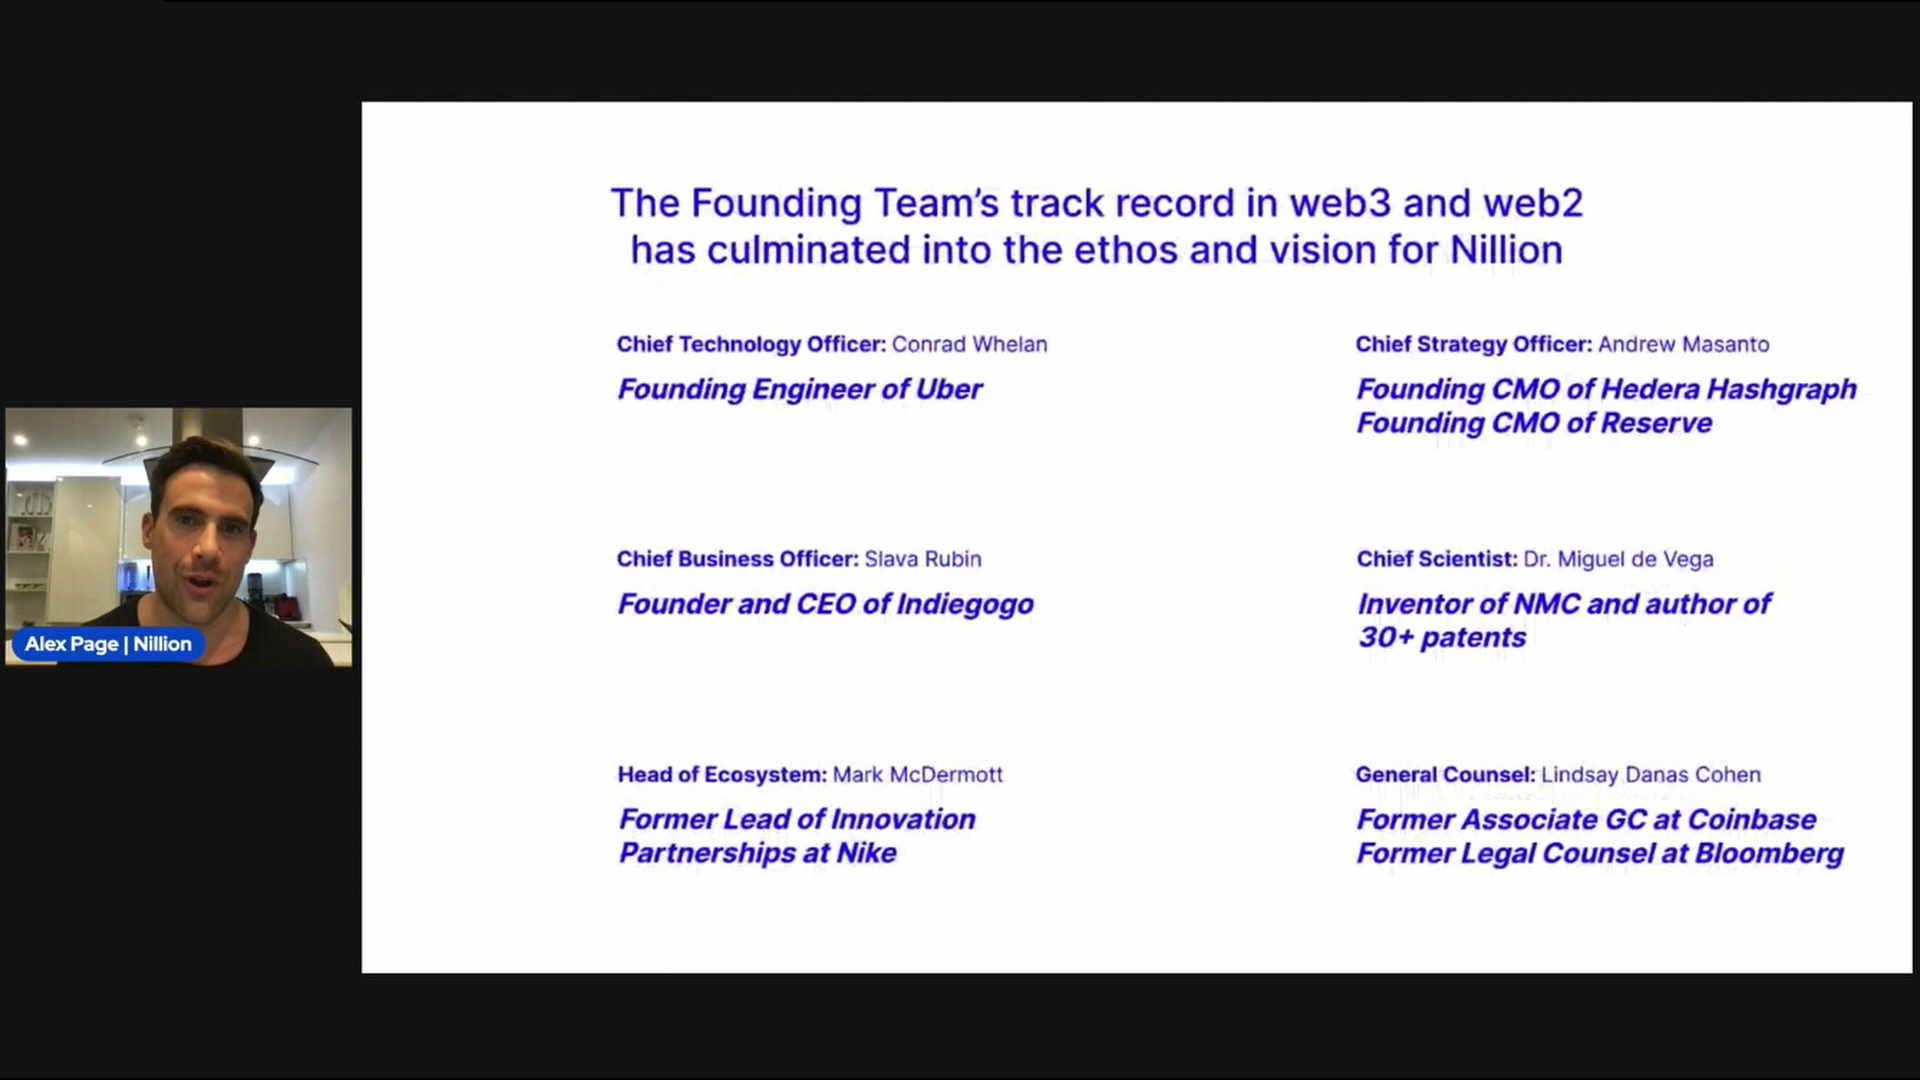 The Founding Team's track record in web3 and web2
has culminated into the ethos and vision for Nillion
Chief Technology Officer: Conrad Whelan
Founding Engineer of Uber
Chief Strategy Officer: Andrew Masanto
Founding CMO of Hedera Hashgraph
Founding CMO of Reserve
Chief Business Officer: Slava Rubin
Founder and CEO of Indiegogo
Chief Scientist: Dr. Miguel de Vega
Inventor of NMC and author of
30+ patents
Head of Ecosystem: Mark McDermott
Former Lead of Innovation
Partnerships at Nike
General Counsel: Lindsay Danas Cohen
Former Associate GC at Coinbase
Former Legal Counsel at Bloomberg
Alex Page | Nillion